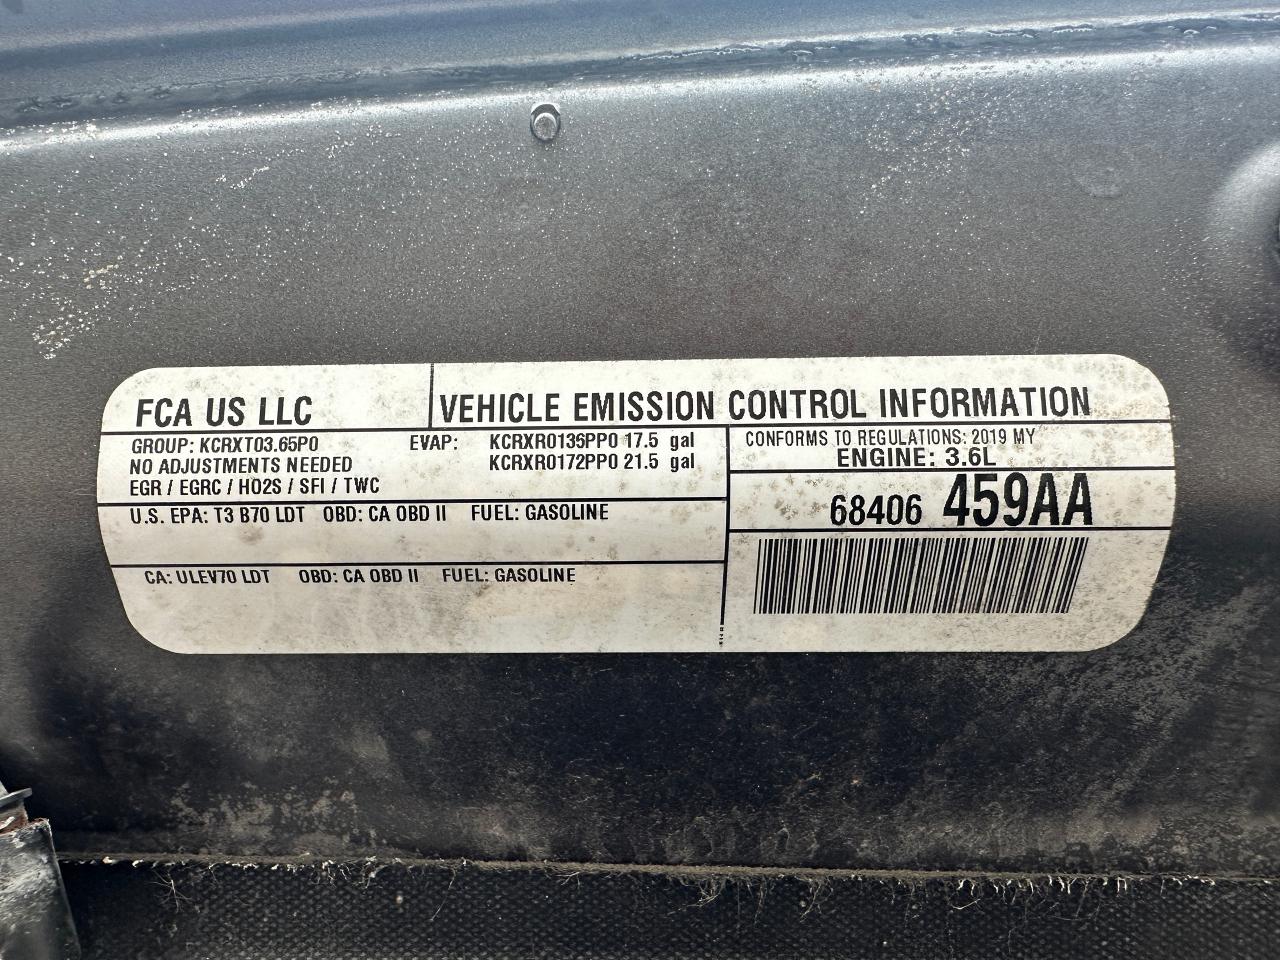 FCA US LLC
VEHICLE EMISSION CONTROL INFORMATION
GROUP: KCRXT03.65P0
NO ADJUSTMENTS NEEDED
EGR / EGRC / HO2S / SFI / TWC
EVAP: KCRXR0136PP0 17.5 gal
KCRXR0172PP0 21.5 gal
CONFORMS TO REGULATIONS: 2019 MY
ENGINE: 3.6L
68406 459AA
U.S. EPA: T3 B70 LDT OBD: CA OBD II FUEL: GASOLINE
CA: ULEV70 LDT OBD: CA OBD II FUEL: GASOLINE